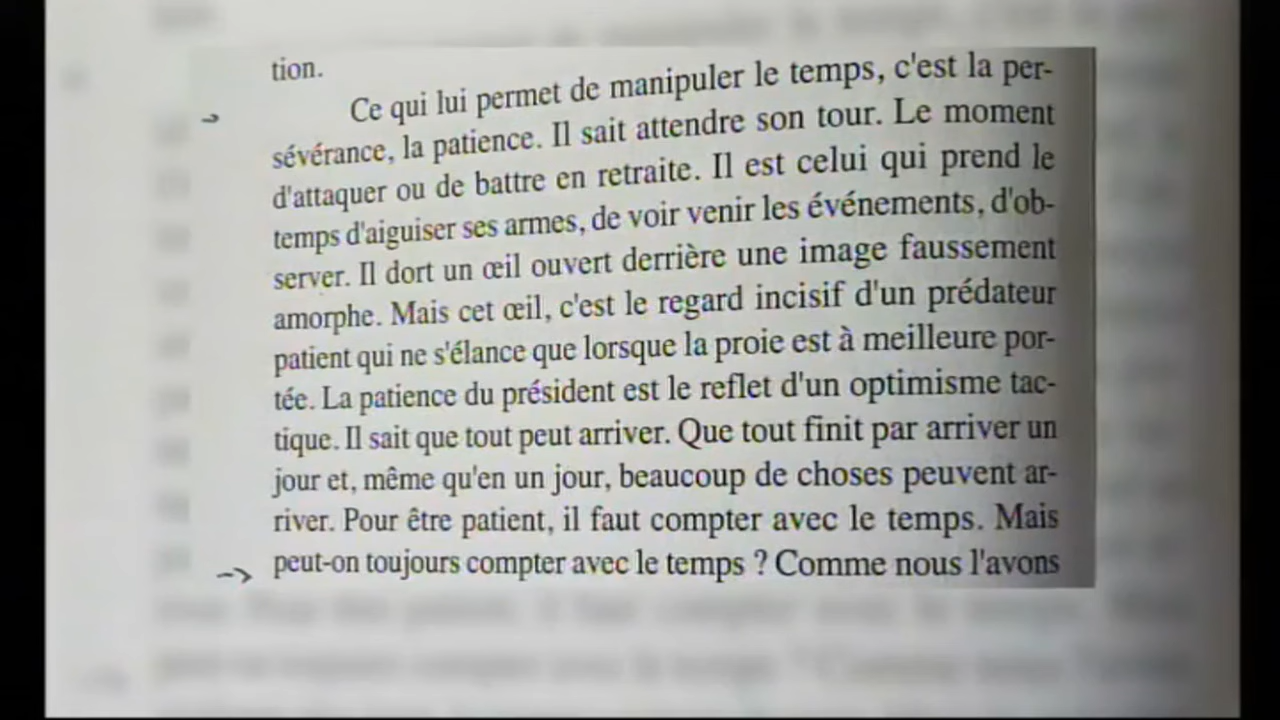 tion.
Ce qui lui permet de manipuler le temps, c'est la per-
sévérance, la patience. Il sait attendre son tour. Le moment
d'attaquer ou de battre en retraite. Il est celui qui prend le
temps d'aiguiser ses armes, de voir venir les événements, d'ob-
server. Il dort un œil ouvert derrière une image faussement
amorphe. Mais cet œil, c'est le regard incisif d'un prédateur
patient qui ne s'élance que lorsque la proie est à meilleure por-
tée. La patience du président est le reflet d'un optimisme tac-
tique. Il sait que tout peut arriver. Que tout finit par arriver un
jour et, même qu'en un jour, beaucoup de choses peuvent ar-
river. Pour être patient, il faut compter avec le temps. Mais
peut-on toujours compter avec le temps ? Comme nous l'avons